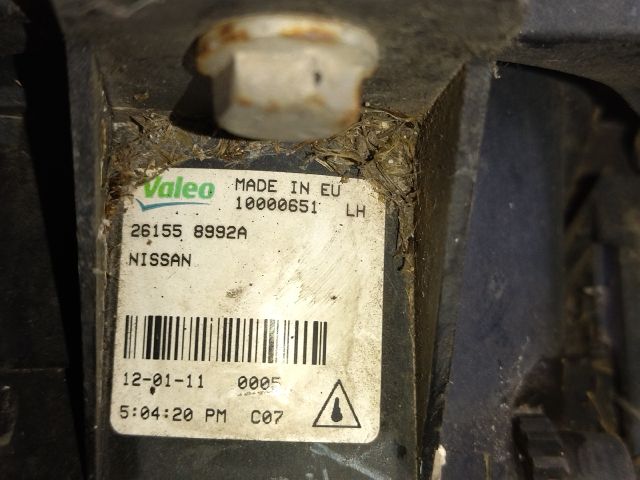 Valeo MADE IN EU
10000651 LH
26155 8992A
NISSAN
12-01-11 0005
5:04:20 PM C07